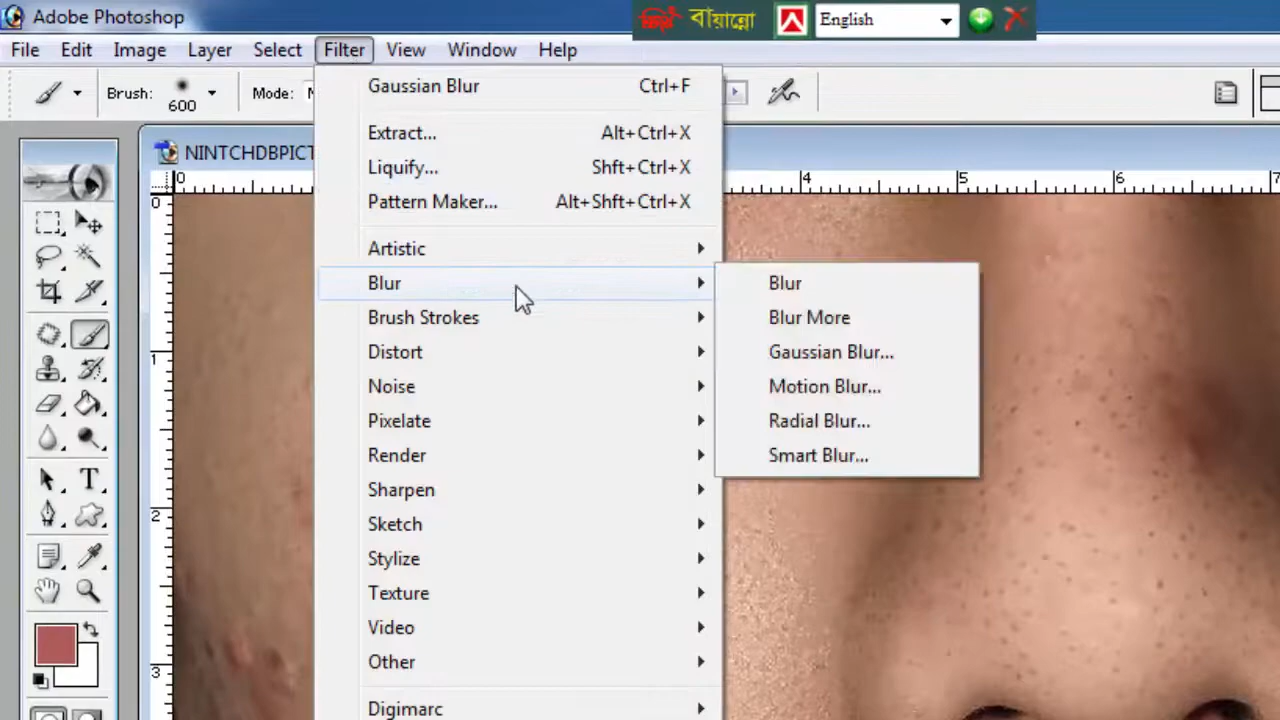 Adobe Photoshop
বায়ান্নো
English
File Edit Image Layer Select Filter View Window Help
Brush: 600 Mode:
NINTCHDBPICT
Gaussian Blur Ctrl+F
Extract... Alt+Ctrl+X
Liquify... Shft+Ctrl+X
Pattern Maker... Alt+Shft+Ctrl+X
Artistic
Blur
Brush Strokes
Distort
Noise
Pixelate
Render
Sharpen
Sketch
Stylize
Texture
Video
Other
Digimarc
Blur
Blur More
Gaussian Blur...
Motion Blur...
Radial Blur...
Smart Blur...
0 4 5 6 7
0
1
2
3